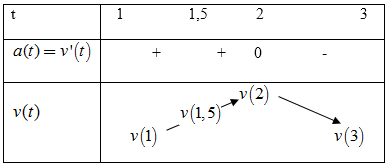 t 1 1,5 2 3
a(t) = v'(t) + + 0 -
v(2)
v(t) v(1,5)
v(1) v(3)